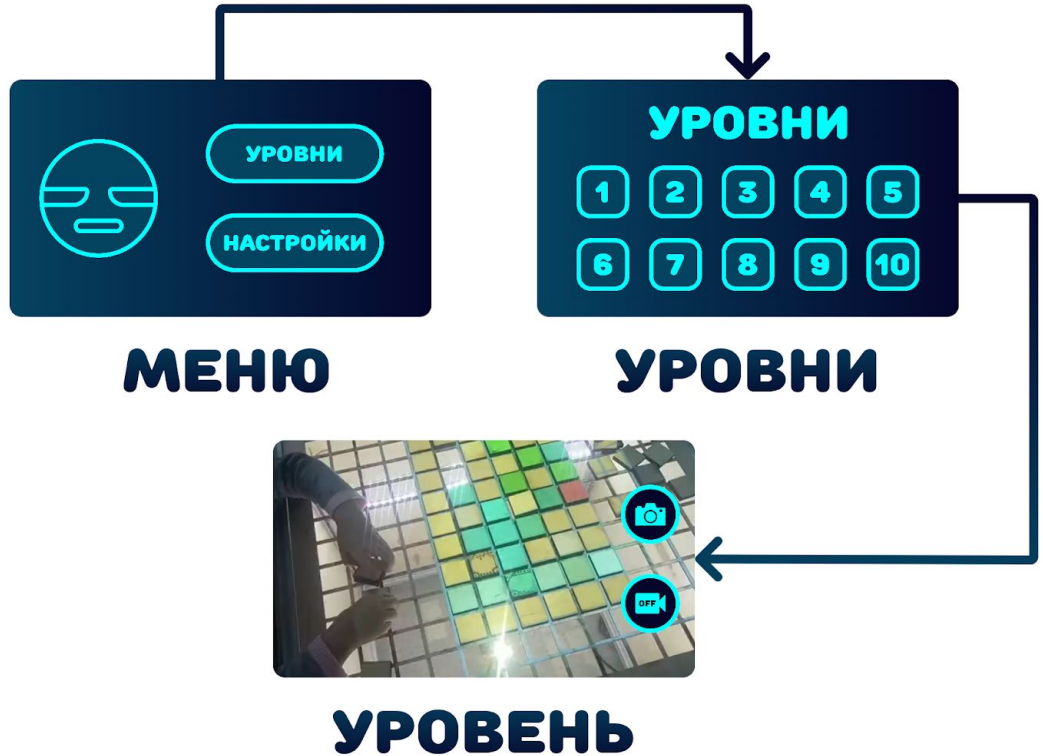 УРОВНИ
НАСТРОЙКИ
МЕНЮ
УРОВНИ
1 2 3 4 5
6 7 8 9 10
УРОВНИ
OFF
УРОВЕНЬ